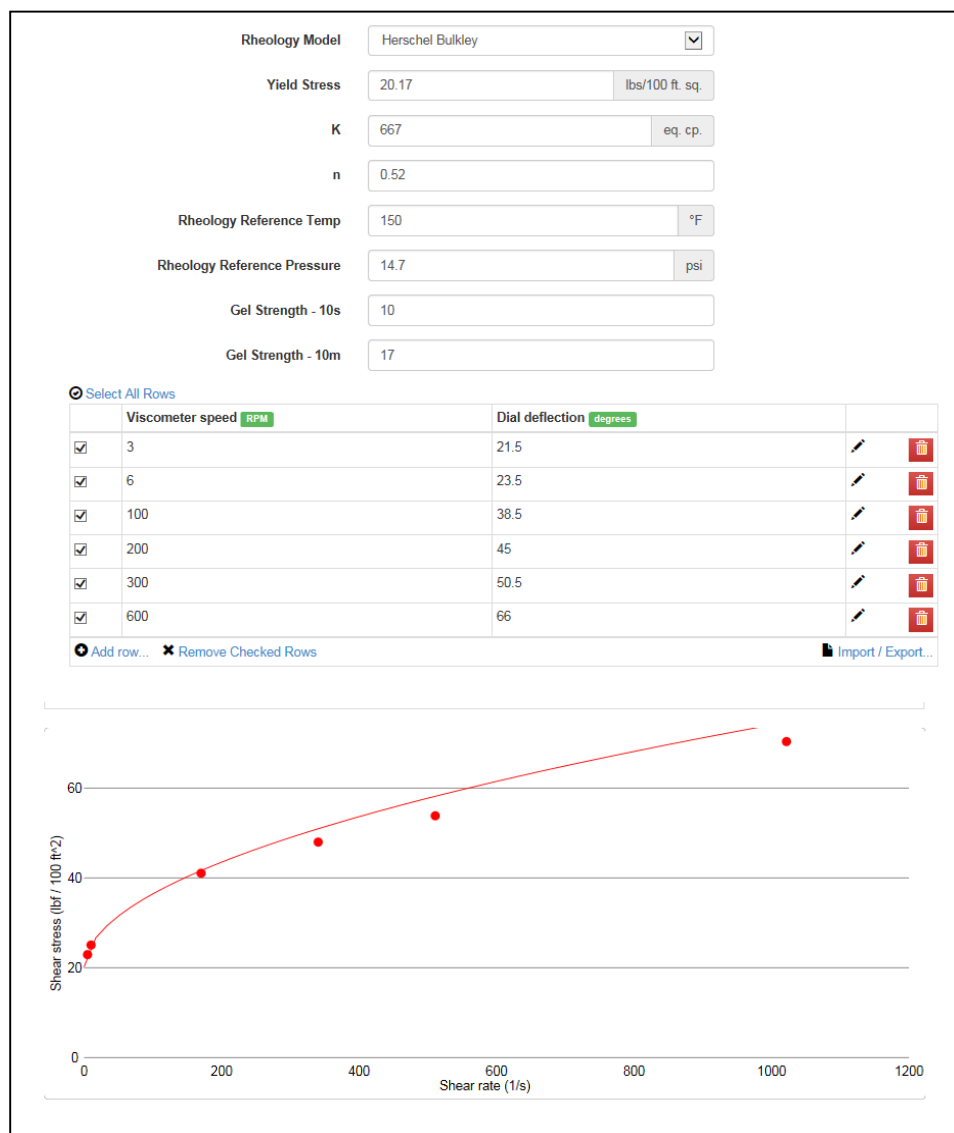 Rheology Model Herschel Bulkley
Yield Stress 20.17 lbs/100 ft. sq.
K 667 eq. cp.
n 0.52
Rheology Reference Temp 150 °F
Rheology Reference Pressure 14.7 psi
Gel Strength - 10s 10
Gel Strength - 10m 17
Select All Rows
Viscometer speed RPM Dial deflection degrees
3 21.5
6 23.5
100 38.5
200 45
300 50.5
600 66
Add row... Remove Checked Rows Import / Export...
Shear stress (lbf / 100 ft^2)
60
40
20
0
0 200 400 600 800 1000 1200
Shear rate (1/s)